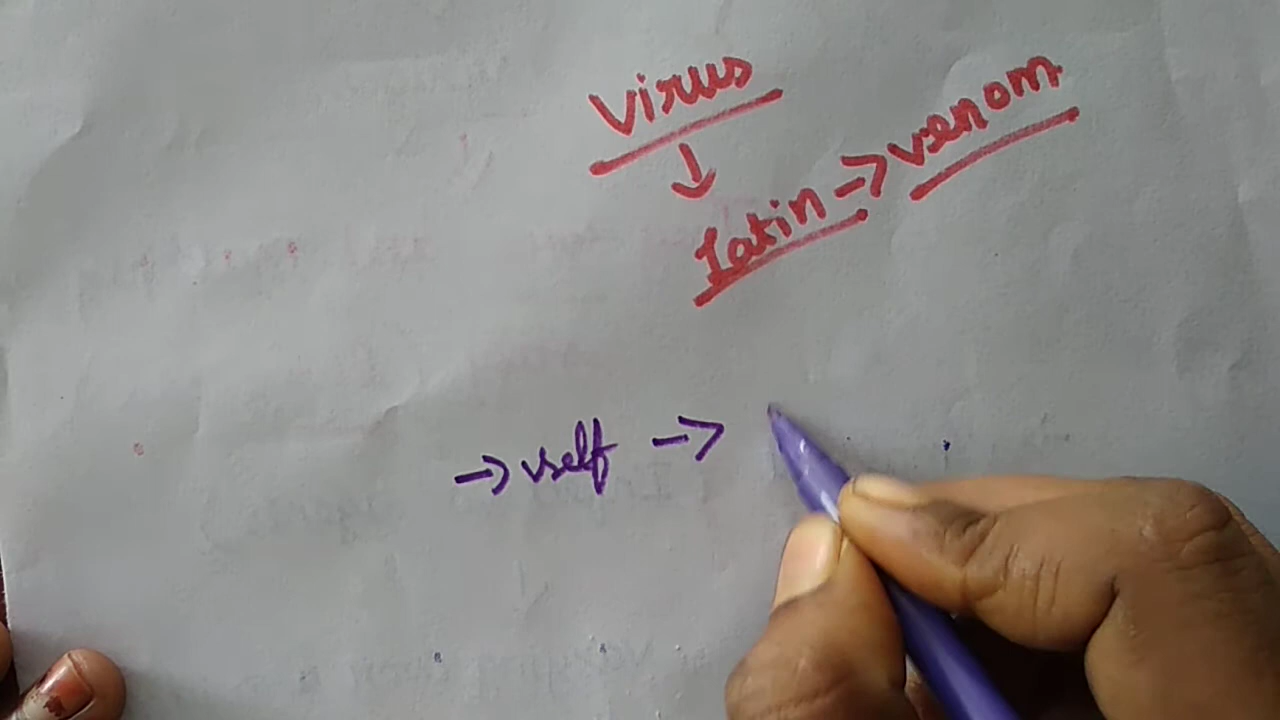 virus
↓
latin -> venom
-> vself ->